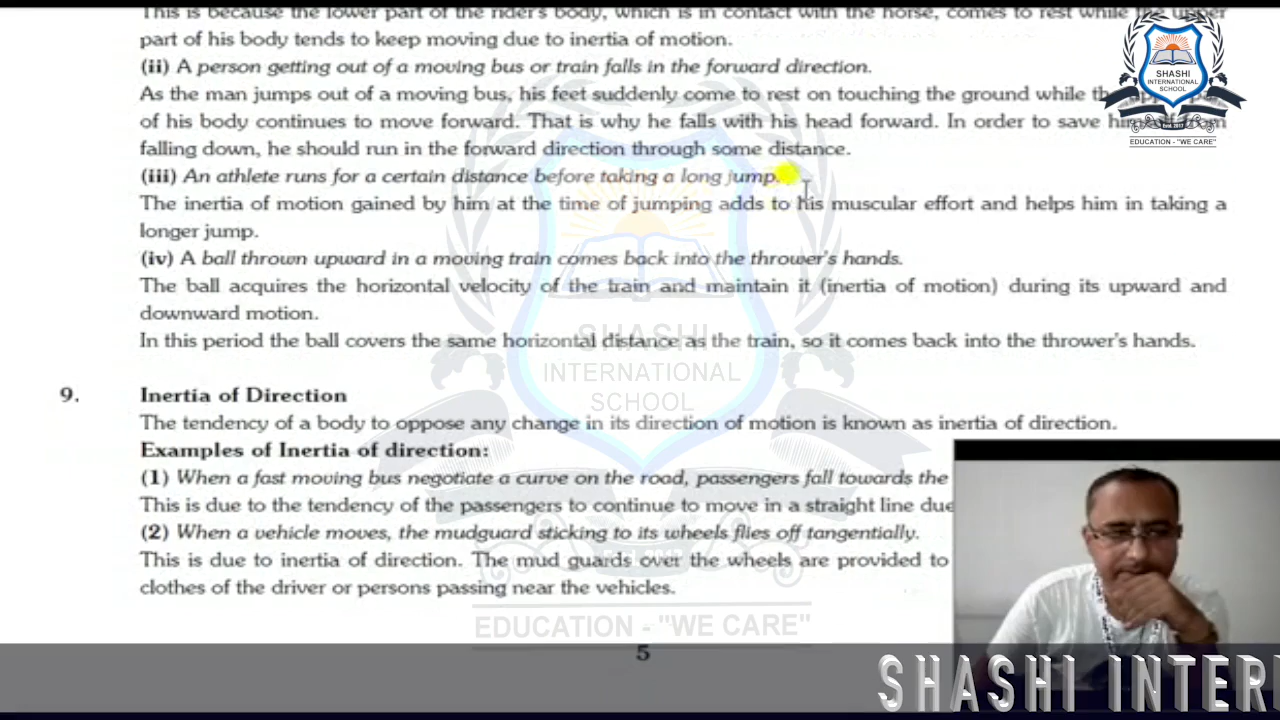 This is because the lower part of the rider's body, which is in contact with the horse, comes to rest while the upper
part of his body tends to keep moving due to inertia of motion.
(ii) A person getting out of a moving bus or train falls in the forward direction.
As the man jumps out of a moving bus, his feet suddenly come to rest on touching the ground while
of his body continues to move forward. That is why he falls with his head forward. In order to save himself from
falling down, he should run in the forward direction through some distance.
(iii) An athlete runs for a certain distance before taking a long jump.
The inertia of motion gained by him at the time of jumping adds to his muscular effort and helps him in taking a
longer jump.
(iv) A ball thrown upward in a moving train comes back into the thrower's hands.
The ball acquires the horizontal velocity of the train and maintain it (inertia of motion) during its upward and
downward motion.
In this period the ball covers the same horizontal distance as the train, so it comes back into the thrower's hands.
9. Inertia of Direction
The tendency of a body to oppose any change in its direction of motion is known as inertia of direction.
Examples of Inertia of direction:
(1) When a fast moving bus negotiate a curve on the road, passengers fall towards the
This is due to the tendency of the passengers to continue to move in a straight line due
(2) When a vehicle moves, the mudguard sticking to its wheels flies off tangentially.
This is due to inertia of direction. The mud guards over the wheels are provided to
clothes of the driver or persons passing near the vehicles.
5
SHASHI
INTERNATIONAL
SCHOOL
EDUCATION - "WE CARE"
SHASHI
INTERNATIONAL
SCHOOL
EDUCATION - "WE CARE"
SHASHI INTER